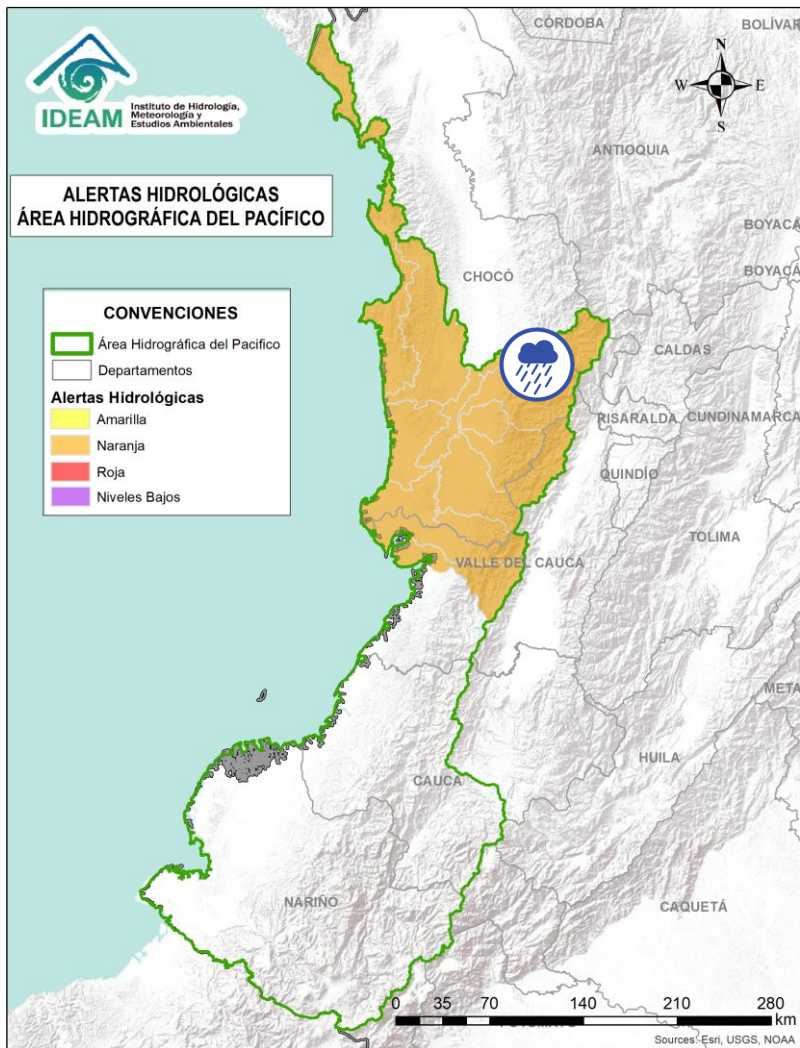 CÓRDOBA
BOLÍVAR
IDEAM
Instituto de Hidrología,
Meteorología y
Estudios Ambientales
N
W
E
S
ANTIOQUIA
ALERTAS HIDROLÓGICAS
ÁREA HIDROGRÁFICA DEL PACÍFICO
BOYACÁ
BOYACÁ
CHOCÓ
CONVENCIONES
Área Hidrográfica del Pacifico
Departamentos
Alertas Hidrológicas
Amarilla
Naranja
Roja
Niveles Bajos
CALDAS
RISARALDA
CUNDINAMARCA
QUINDÍO
TOLIMA
VALLE DEL CAUCA
META
HUILA
CAUCA
NARIÑO
CAQUETÁ
0 35 70 140 210 280
km
Sources: Esri, USGS, NOAA